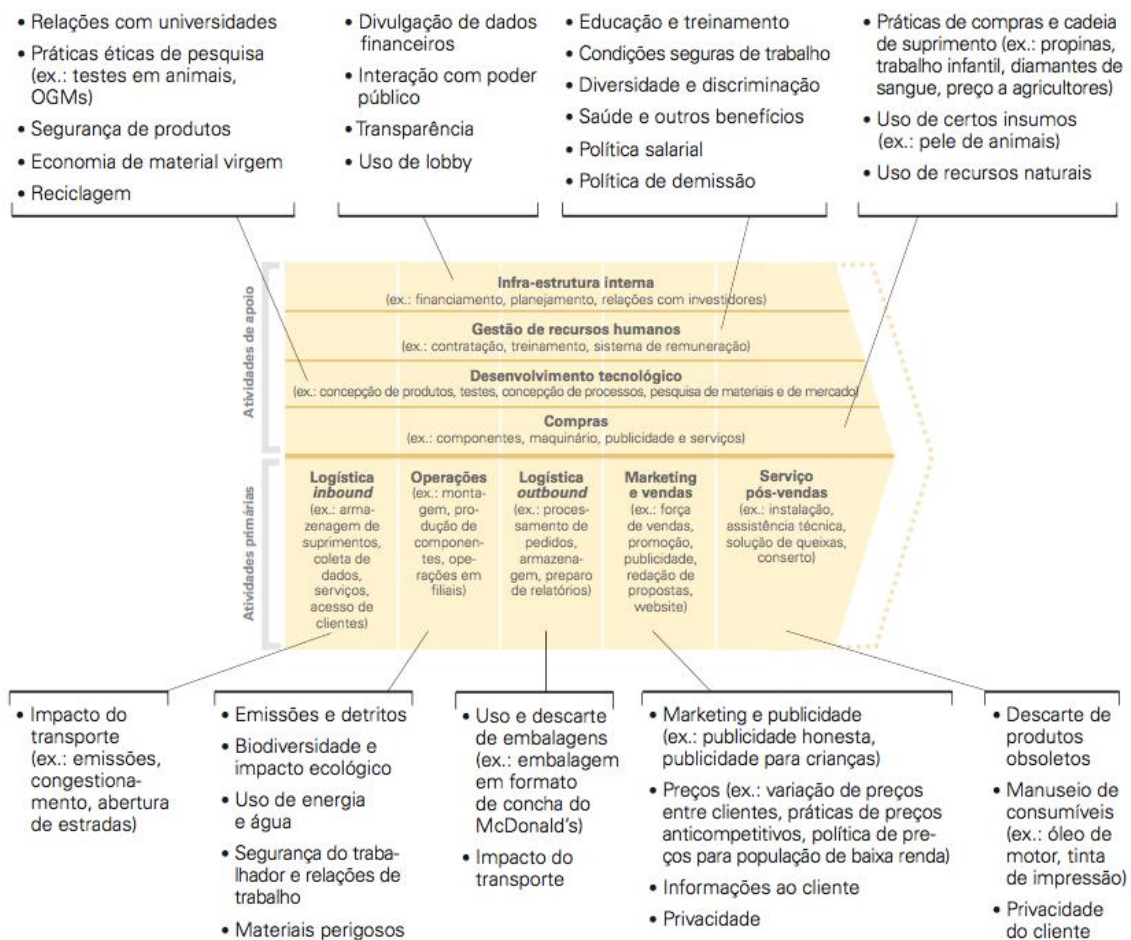 • Relações com universidades
• Práticas éticas de pesquisa
(ex.: testes em animais,
OGMs)
• Segurança de produtos
• Economia de material virgem
• Reciclagem
• Divulgação de dados
financeiros
• Interação com poder
público
• Transparência
• Uso de lobby
• Educação e treinamento
• Condições seguras de trabalho
• Diversidade e discriminação
• Saúde e outros benefícios
• Política salarial
• Política de demissão
• Práticas de compras e cadeia
de suprimento (ex.: propinas,
trabalho infantil, diamantes de
sangue, preço a agricultores)
• Uso de certos insumos
(ex.: pele de animais)
• Uso de recursos naturais
Atividades de apoio
Infra-estrutura interna
(ex.: financiamento, planejamento, relações com investidores)
Gestão de recursos humanos
(ex.: contratação, treinamento, sistema de remuneração)
Desenvolvimento tecnológico
(ex.: concepção de produtos, testes, concepção de processos, pesquisa de materiais e de mercado)
Compras
(ex.: componentes, maquinário, publicidade e serviços)
Atividades primárias
Logística
inbound
(ex.: arma-
zenagem de
suprimentos,
coleta de
dados,
serviços,
acesso de
clientes)
Operações
(ex.: monta-
gem, pro-
dução de
componen-
tes, ope-
rações em
filiais)
Logística
outbound
(ex.: proces-
samento de
pedidos,
armazena-
gem, preparo
de relatórios)
Marketing
e vendas
(ex.: força
de vendas,
promoção,
publicidade,
redação de
propostas,
website)
Serviço
pós-vendas
(ex.: instalação,
assistência técnica,
solução de queixas,
conserto)
• Impacto do
transporte
(ex.: emissões,
congestiona-
mento, abertura
de estradas)
• Emissões e detritos
• Biodiversidade e
impacto ecológico
• Uso de energia
e água
• Segurança do traba-
lhador e relações de
trabalho
• Materiais perigosos
• Uso e descarte
de embalagens
(ex.: embalagem
em formato
de concha do
McDonald's)
• Impacto do
transporte
• Marketing e publicidade
(ex.: publicidade honesta,
publicidade para crianças)
• Preços (ex.: variação de preços
entre clientes, práticas de preços
anticompetitivos, política de pre-
ços para população de baixa renda)
• Informações ao cliente
• Privacidade
• Descarte de
produtos
obsoletos
• Manuseio de
consumíveis
(ex.: óleo de
motor, tinta
de impressão)
• Privacidade
do cliente